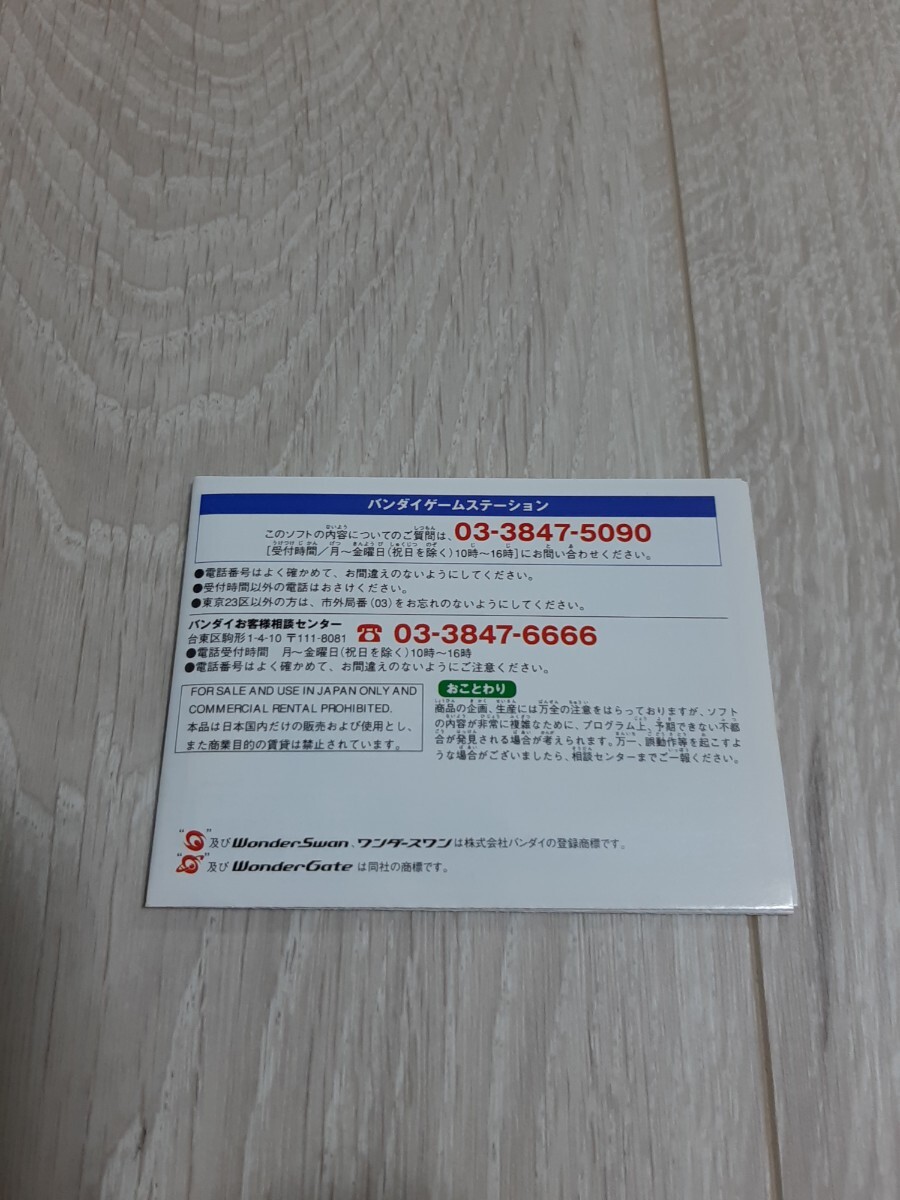 バンダイゲームステーション
このソフトの内容についてのご質問は、03-3847-5090
[受付時間/月～金曜日(祝日を除く)10時～16時]にお問い合わせください。
●電話番号はよく確かめて、お間違えのないようにしてください。
●受付時間以外の電話はおさけください。
●東京23区以外の方は、市外局番(03)をお忘れのないようにしてください。
バンダイお客様相談センター
台東区駒形1-4-10 〒111-8081 ☎ 03-3847-6666
●電話受付時間 月～金曜日(祝日を除く)10時～16時
●電話番号はよく確かめて、お間違えのないようにご注意ください。
FOR SALE AND USE IN JAPAN ONLY AND
COMMERCIAL RENTAL PROHIBITED.
本品は日本国内だけの販売および使用とし、
また商業目的の賃貸は禁止されています。
おことわり
商品の企画、生産には万全の注意をはらっておりますが、ソフト
の内容が非常に複雑なために、プログラム上、予期できない不都
合が発見される場合が考えられます。万一、誤動作等を起こすよ
うな場合がございましたら、相談センターまでご一報ください。
" "及びWonderSwan、ワンダースワンは株式会社バンダイの登録商標です。
" "及びWonderGateは同社の商標です。